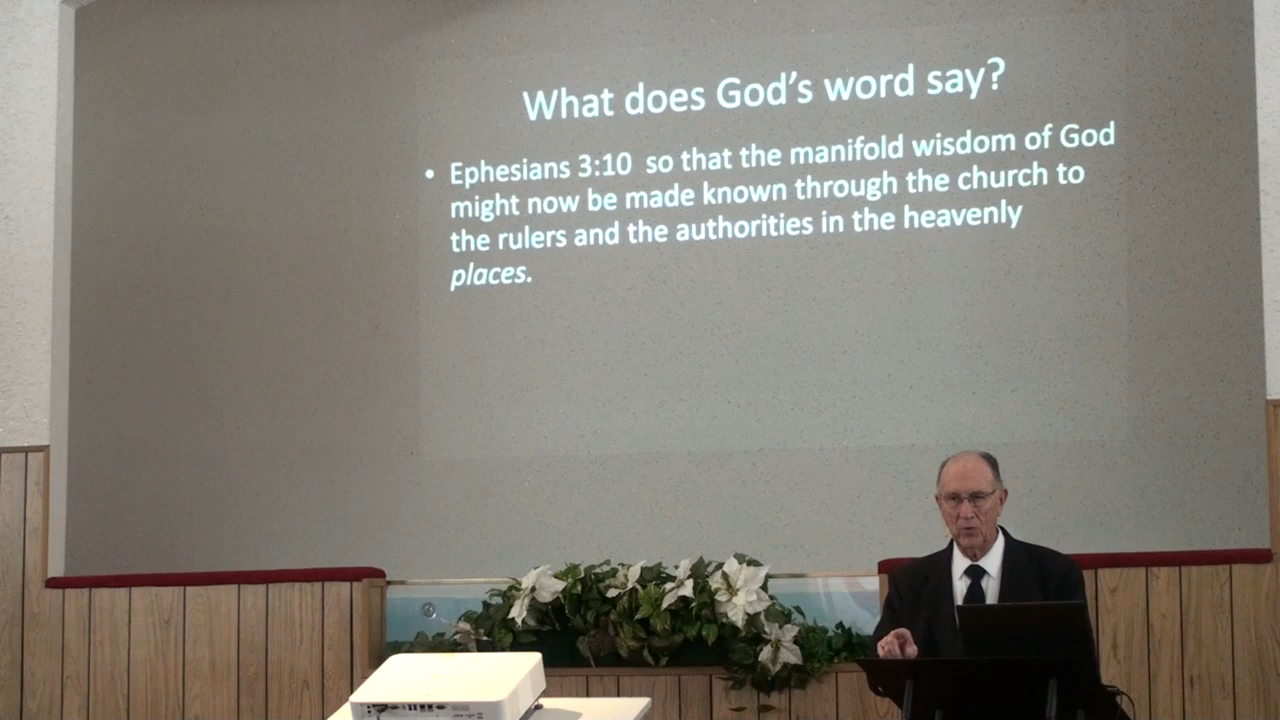 What does God's word say?
• Ephesians 3:10  so that the manifold wisdom of God
might now be made known through the church to
the rulers and the authorities in the heavenly
places.